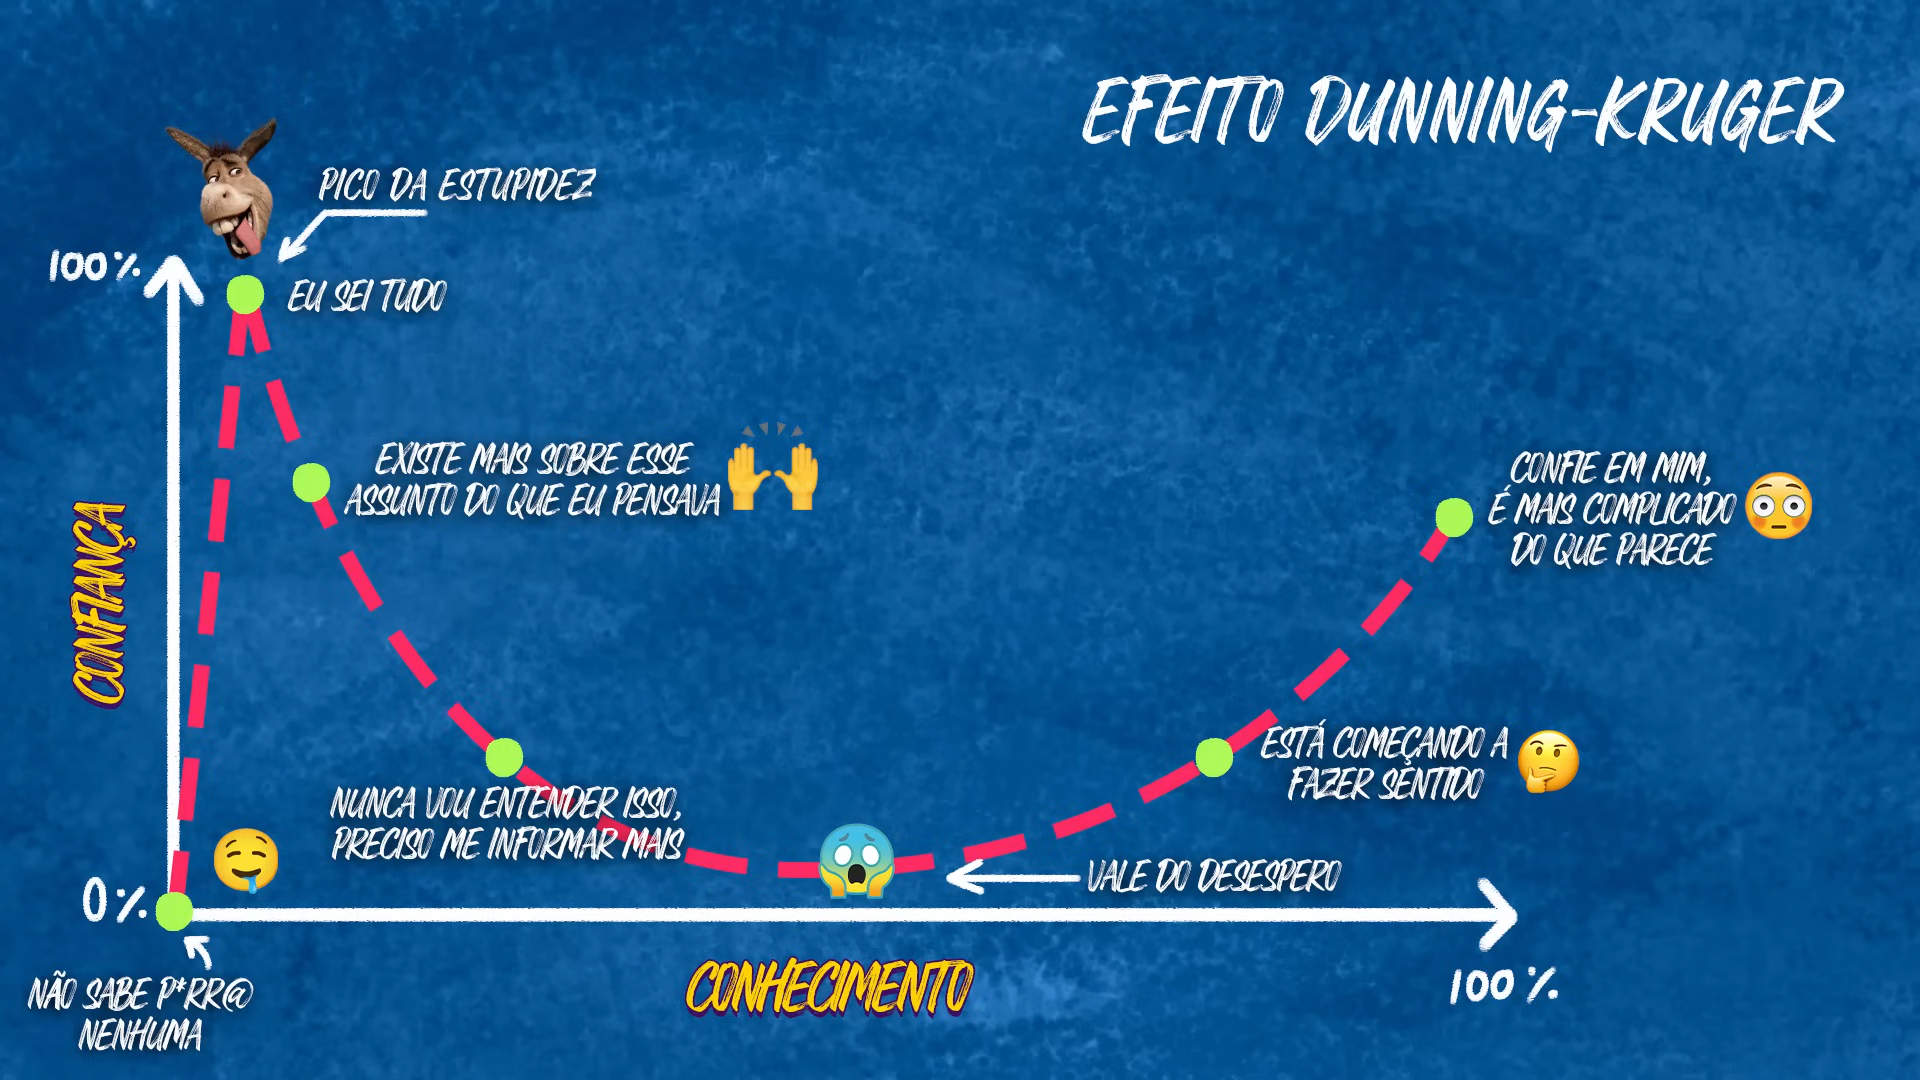 EFEITO DUNNING-KRUGER
PICO DA ESTUPIDEZ
100%
EU SEI TUDO
EXISTE MAIS SOBRE ESSE
ASSUNTO DO QUE EU PENSAVA
CONFIE EM MIM,
É MAIS COMPLICADO
DO QUE PARECE
CONFIANÇA
ESTÁ COMEÇANDO A
FAZER SENTIDO
NUNCA VOU ENTENDER ISSO,
PRECISO ME INFORMAR MAIS
VALE DO DESESPERO
0%
NÃO SABE P*RR@
NENHUMA
CONHECIMENTO
100%